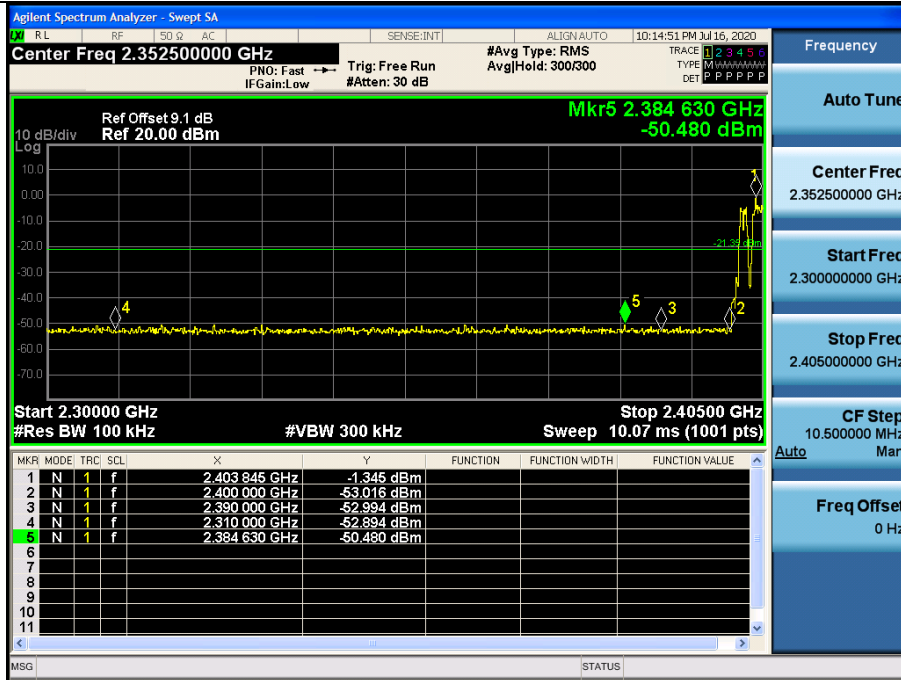 Agilent Spectrum Analyzer - Swept SA
LXI RL RF 50 Ω AC SENSE:INT ALIGN AUTO 10:14:51 PM Jul 16, 2020
Center Freq 2.352500000 GHz
PNO: Fast
IFGain:Low
Trig: Free Run
#Atten: 30 dB
#Avg Type: RMS
Avg|Hold: 300/300
TRACE 1 2 3 4 5 6
TYPE M WWWWW
DET P P P P P P
Ref Offset 9.1 dB
10 dB/div Ref 20.00 dBm
Log
Mkr5 2.384 630 GHz
-50.480 dBm
10.0
0.00
-10.0
-20.0
-30.0
-40.0
-50.0
-60.0
-70.0
1
-21.35 dBm
4
5
3
2
Start 2.30000 GHz Stop 2.40500 GHz
#Res BW 100 kHz #VBW 300 kHz Sweep 10.07 ms (1001 pts)
MKR MODE TRC SCL X Y FUNCTION FUNCTION WIDTH FUNCTION VALUE
1 N 1 f 2.403 845 GHz -1.345 dBm
2 N 1 f 2.400 000 GHz -53.016 dBm
3 N 1 f 2.390 000 GHz -52.994 dBm
4 N 1 f 2.310 000 GHz -52.894 dBm
5 N 1 f 2.384 630 GHz -50.480 dBm
6
7
8
9
10
11
MSG STATUS
Frequency
Auto Tune
Center Freq
2.352500000 GHz
Start Freq
2.300000000 GHz
Stop Freq
2.405000000 GHz
CF Step
10.500000 MHz
Auto Man
Freq Offset
0 Hz